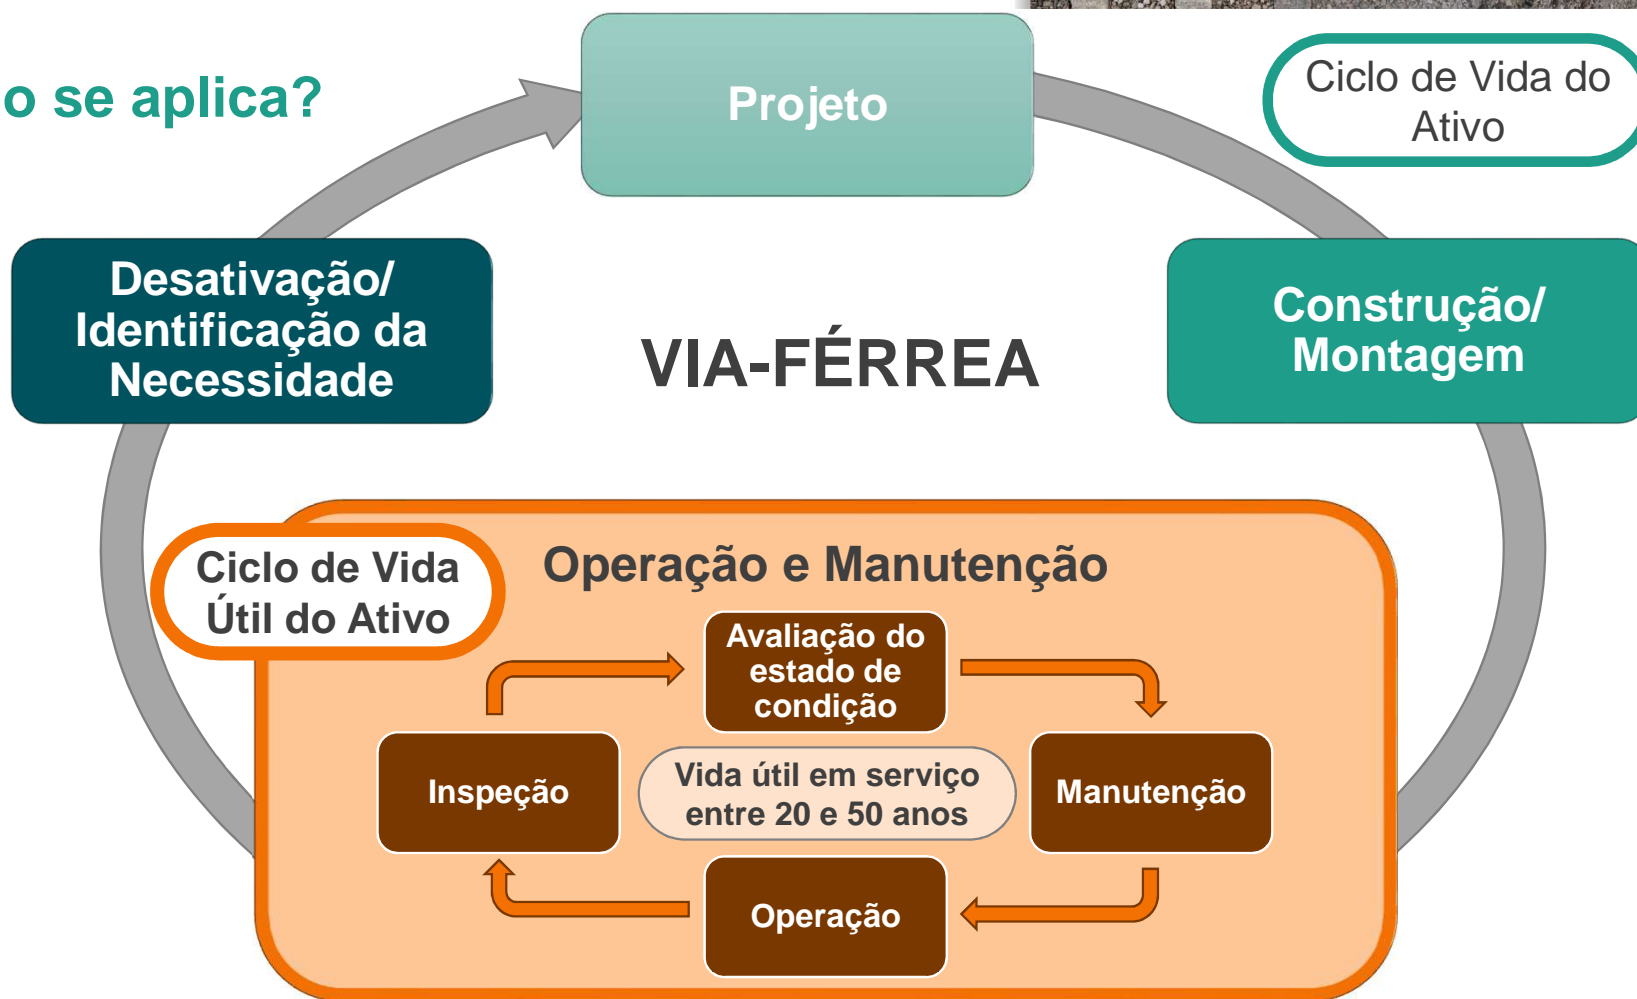 o se aplica?
Projeto
Ciclo de Vida do
Ativo
Desativação/
Identificação da
Necessidade
VIA-FÉRREA
Construção/
Montagem
Ciclo de Vida
Útil do Ativo
Operação e Manutenção
Avaliação do
estado de
condição
Inspeção
Vida útil em serviço
entre 20 e 50 anos
Manutenção
Operação